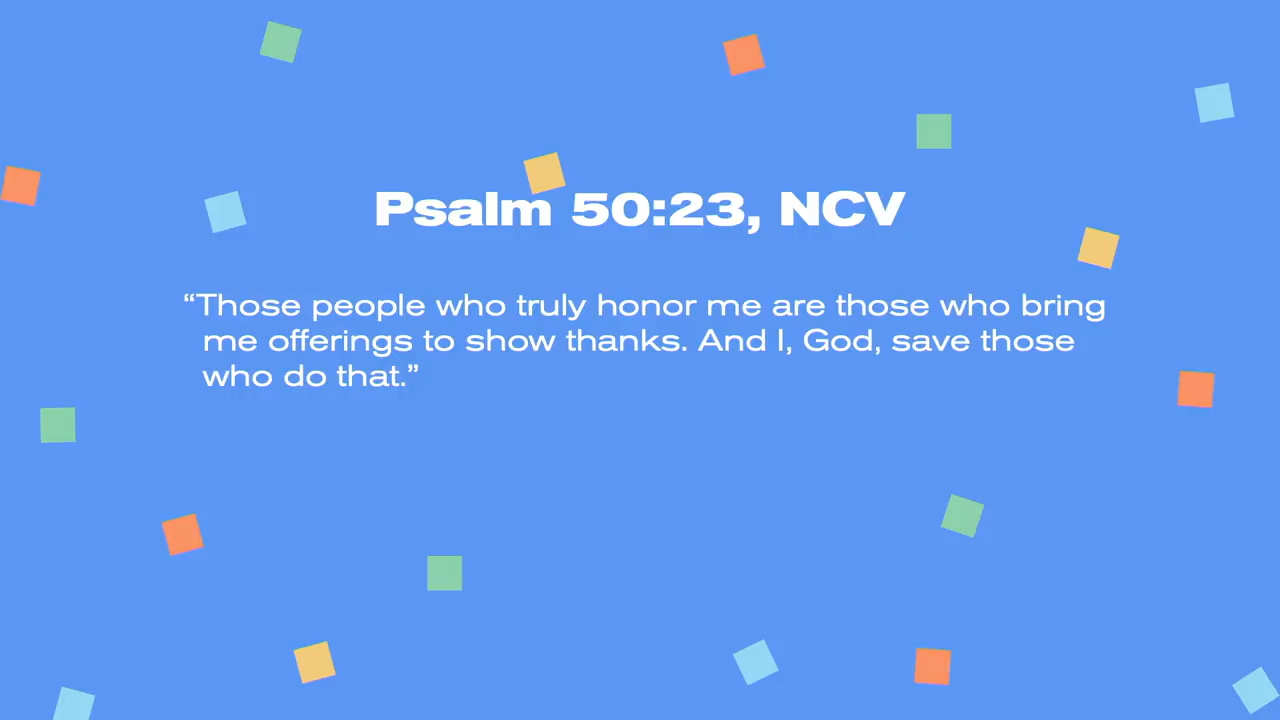 Psalm 50:23, NCV
“Those people who truly honor me are those who bring
me offerings to show thanks. And I, God, save those
who do that.”